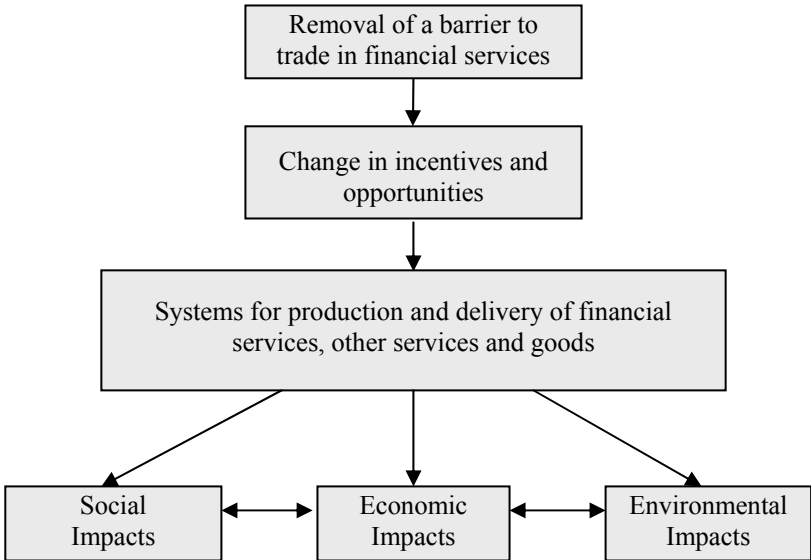 Removal of a barrier to
trade in financial services
Change in incentives and
opportunities
Systems for production and delivery of financial
services, other services and goods
Social
Impacts
Economic
Impacts
Environmental
Impacts